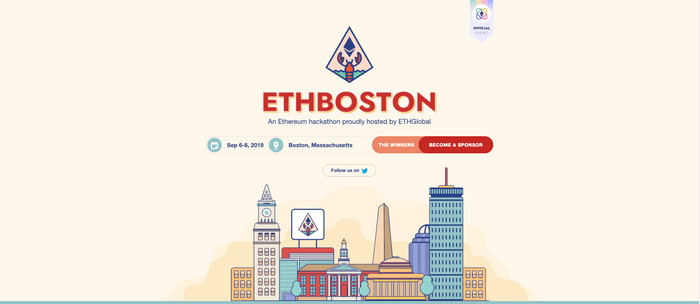 OFFICIAL
EVENT
ETHBOSTON
An Ethereum hackathon proudly hosted by ETHGlobal
Sep 6-8, 2019
Boston, Massachusetts
THE WINNERS
BECOME A SPONSOR
Follow us on